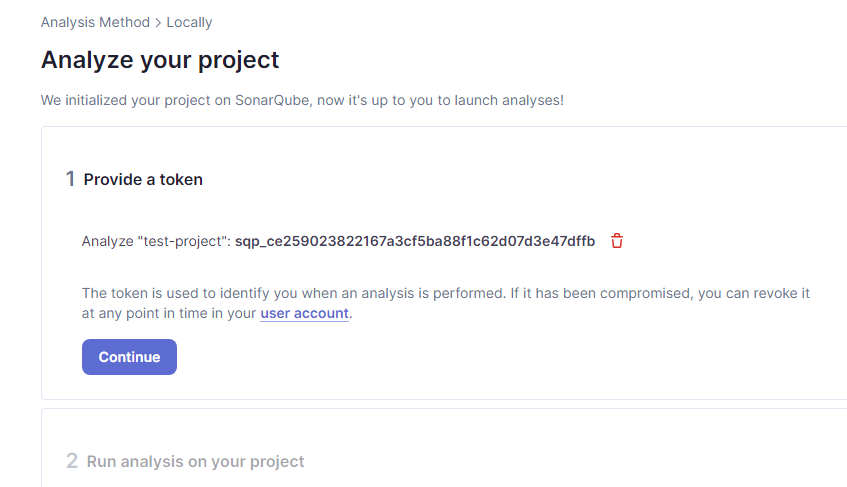 Analysis Method > Locally
Analyze your project
We initialized your project on SonarQube, now it's up to you to launch analyses!
1 Provide a token
Analyze "test-project": sqp_ce259023822167a3cf5ba88f1c62d07d3e47dffb
The token is used to identify you when an analysis is performed. If it has been compromised, you can revoke it
at any point in time in your user account.
Continue
2 Run analysis on your project